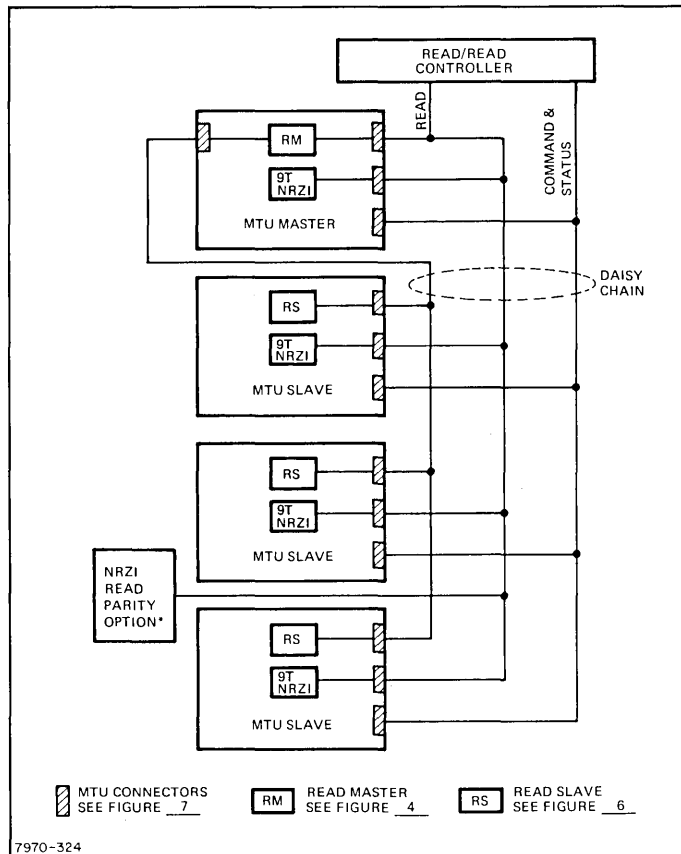 READ/READ
CONTROLLER
READ
COMMAND &
STATUS
RM
9T
NRZI
MTU MASTER
DAISY
CHAIN
RS
9T
NRZI
MTU SLAVE
RS
9T
NRZI
MTU SLAVE
NRZI
READ
PARITY
OPTION*
RS
9T
NRZI
MTU SLAVE
MTU CONNECTORS
SEE FIGURE 7
RM
READ MASTER
SEE FIGURE 4
RS
READ SLAVE
SEE FIGURE 6
7970-324